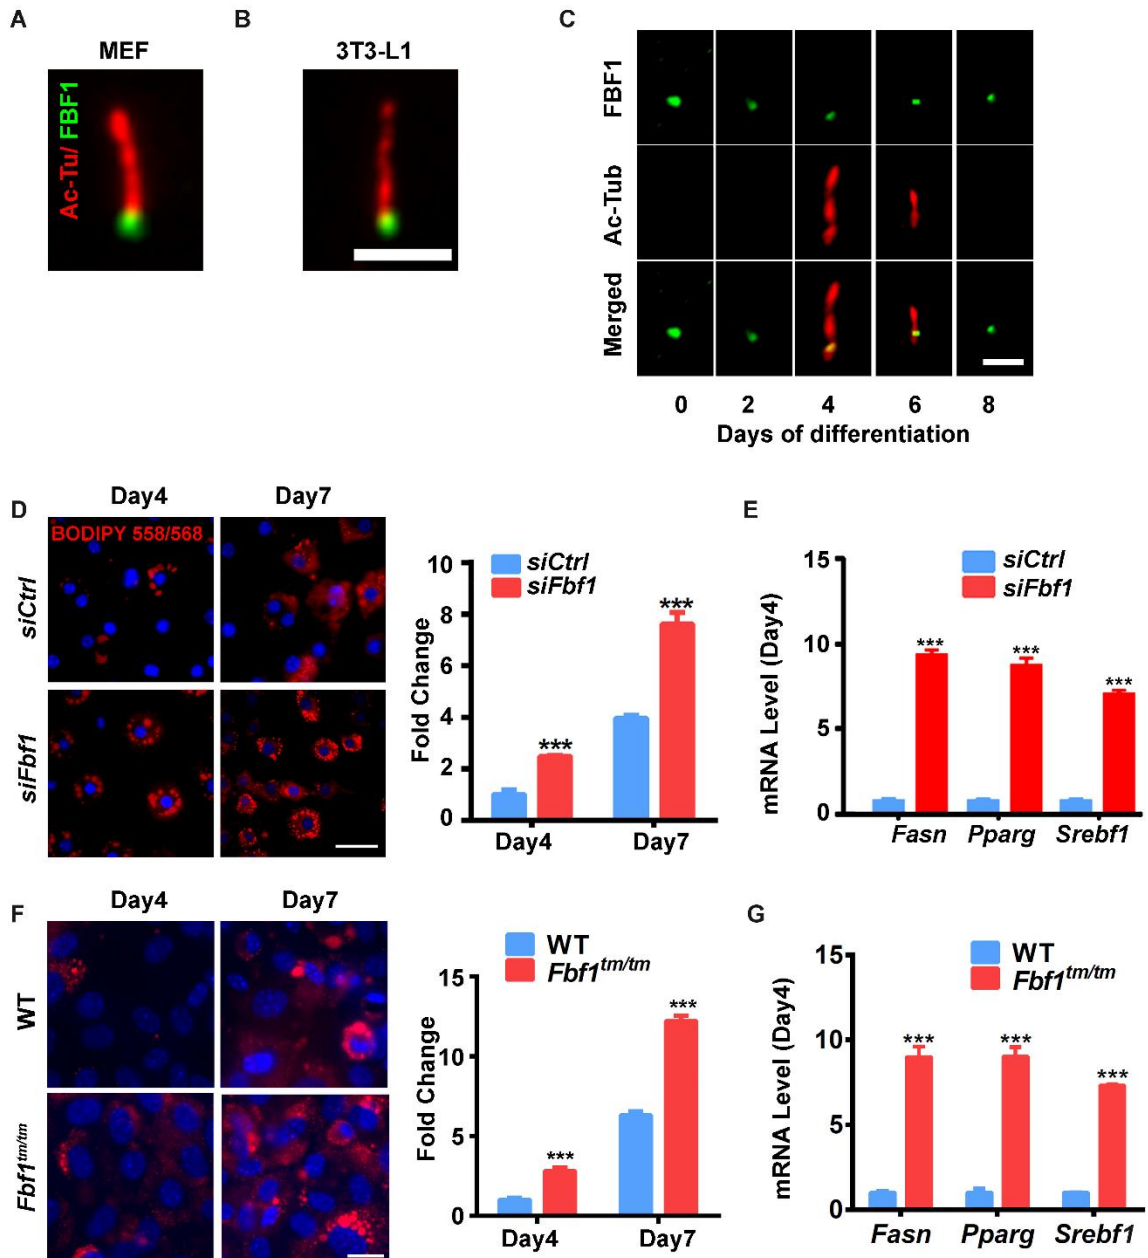 A
MEF
Ac-Tu/ FBF1
B
3T3-L1
C
FBF1
Ac-Tub
Merged
0 2 4 6 8
Days of differentiation
D
Day4 Day7
BODIPY 558/568
siCtrl
siFbf1
siCtrl
siFbf1
Fold Change
10
8
6
4
2
0
***
***
Day4 Day7
E
siCtrl
siFbf1
mRNA Level (Day4)
15
10
5
0
***
***
***
Fasn Pparg Srebf1
F
Day4 Day7
WT
Fbf1tm/tm
WT
Fbf1tm/tm
Fold Change
15
10
5
0
***
***
Day4 Day7
G
WT
Fbf1tm/tm
mRNA Level (Day4)
15
10
5
0
***
***
***
Fasn Pparg Srebf1